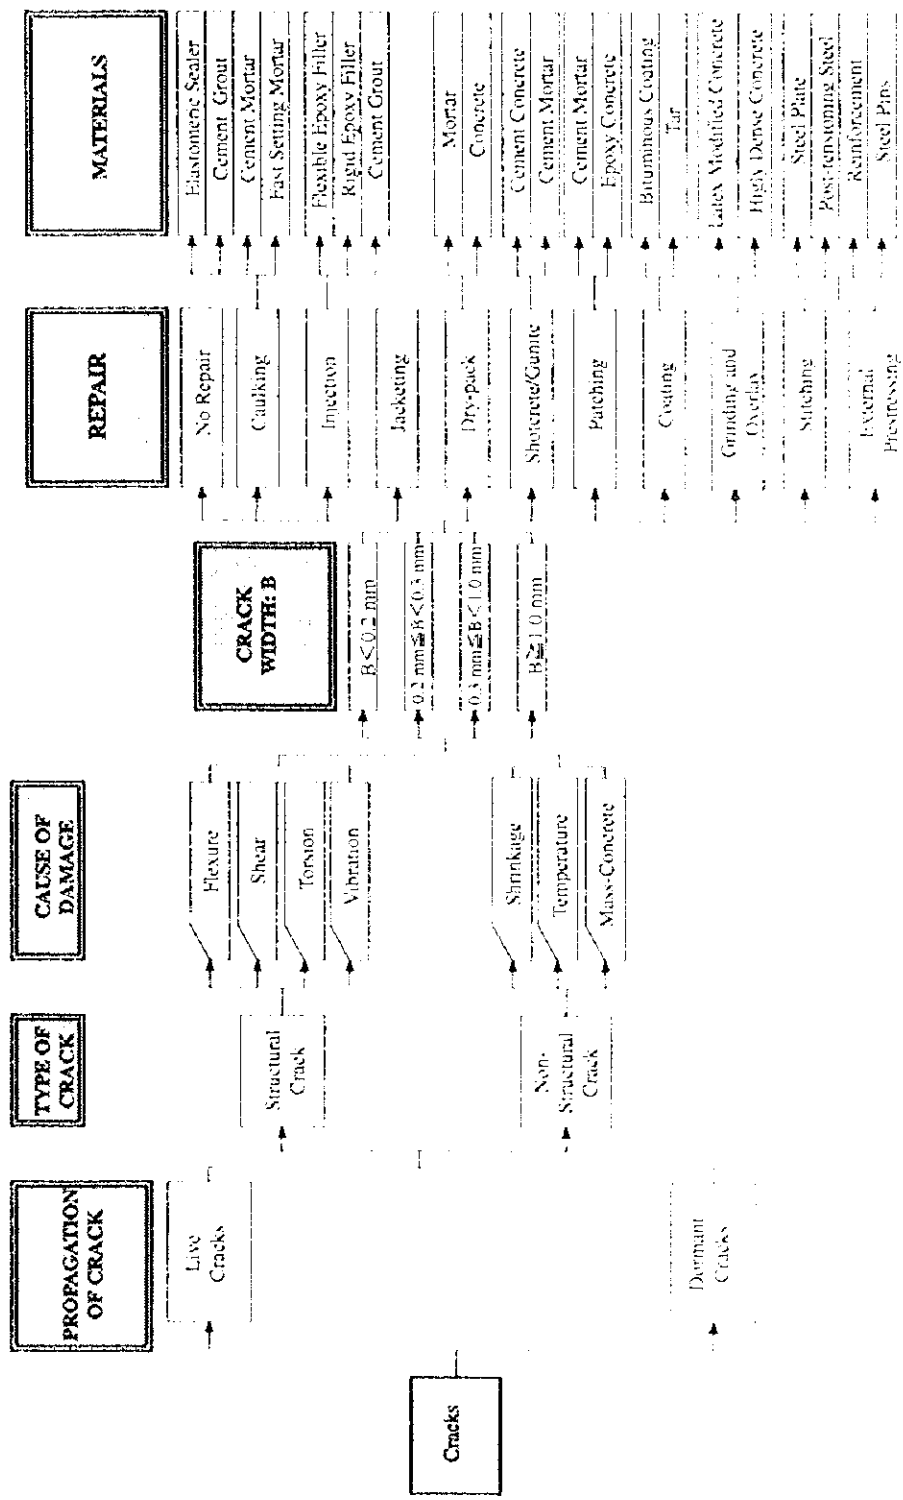 PROPAGATION
OF CRACK
TYPE OF
CRACK
CAUSE OF
DAMAGE
CRACK
WIDTH: B
REPAIR
MATERIALS
Cracks
Live
Cracks
Dormant
Cracks
Structural
Crack
Non-
Structural
Crack
Flexure
Shear
Torsion
Vibration
Shrinkage
Temperature
Mass-Concrete
B<0.2 mm
0.2 mm≦B<0.3 mm
0.3 mm≦B<1.0 mm
B≧1.0 mm
No Repair
Caulking
Injection
Jacketing
Dry-pack
Shotcrete/Gunite
Patching
Coating
Grinding and
Overlay
Stitching
External
Prestressing
Elastomeric Sealer
Cement Grout
Cement Mortar
Fast Setting Mortar
Flexible Epoxy Filler
Rigid Epoxy Filler
Cement Grout
Mortar
Concrete
Cement Concrete
Cement Mortar
Cement Mortar
Epoxy Concrete
Bituminous Coating
Tar
Latex Modified Concrete
High Dense Concrete
Steel Plate
Post-tensioning Steel
Reinforcement
Steel Pins